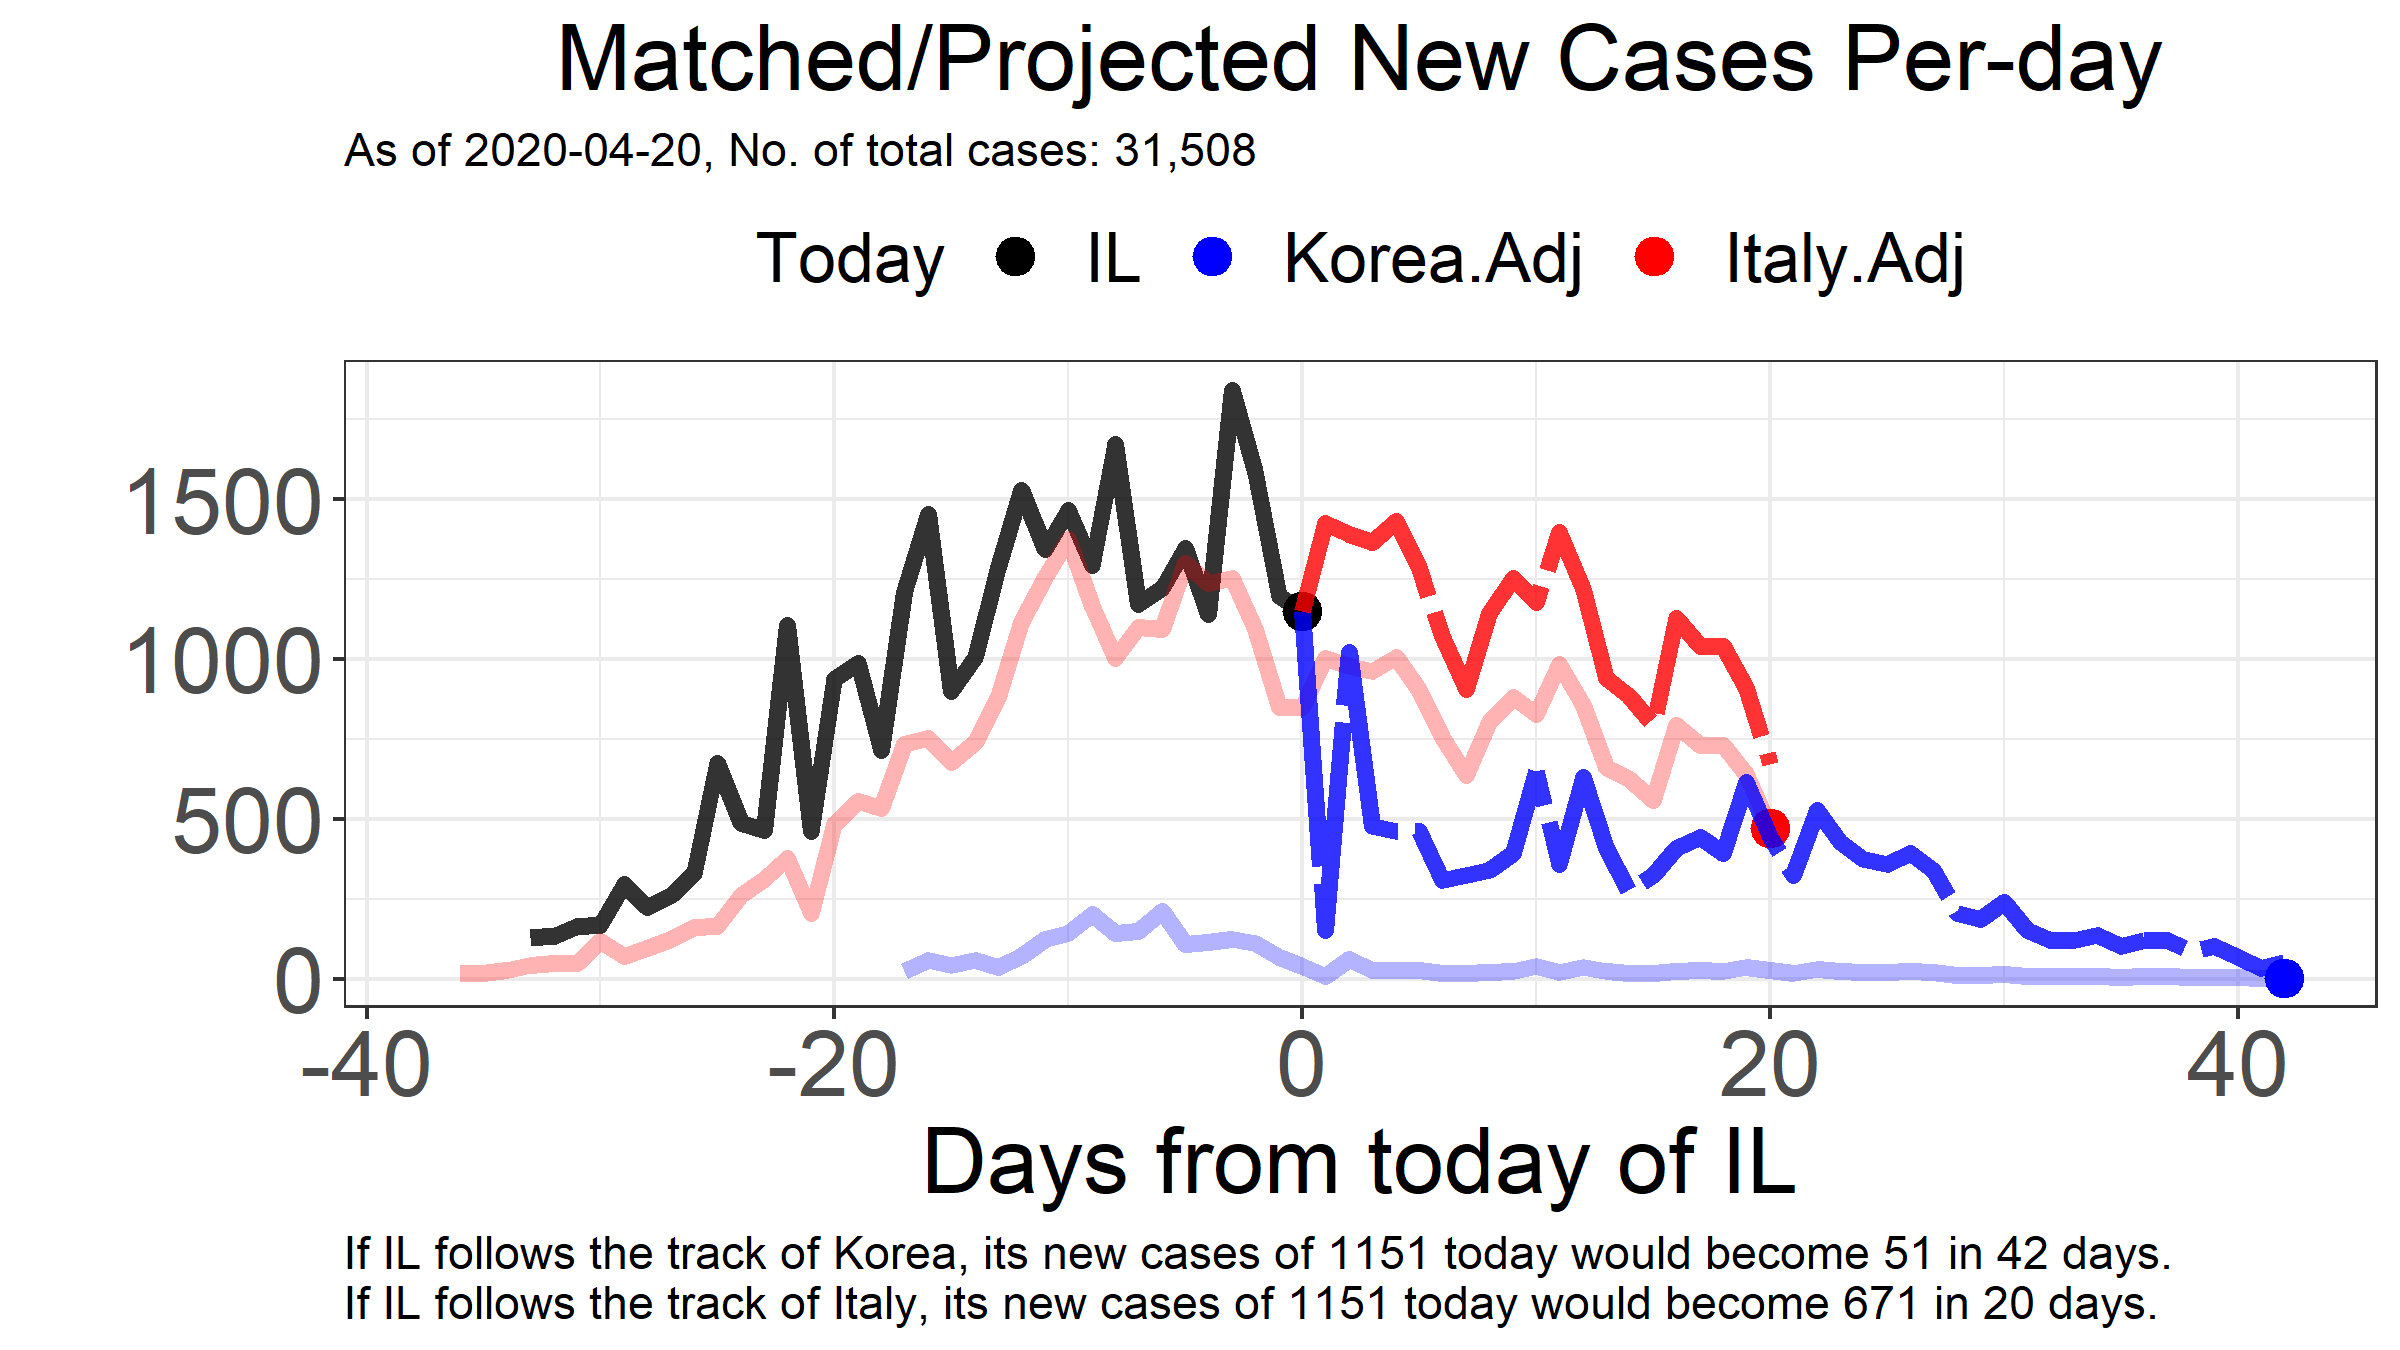 Matched/Projected New Cases Per-day
As of 2020-04-20, No. of total cases: 31,508
Today IL Korea.Adj Italy.Adj
1500
1000
500
0
-40 -20 0 20 40
Days from today of IL
If IL follows the track of Korea, its new cases of 1151 today would become 51 in 42 days.
If IL follows the track of Italy, its new cases of 1151 today would become 671 in 20 days.